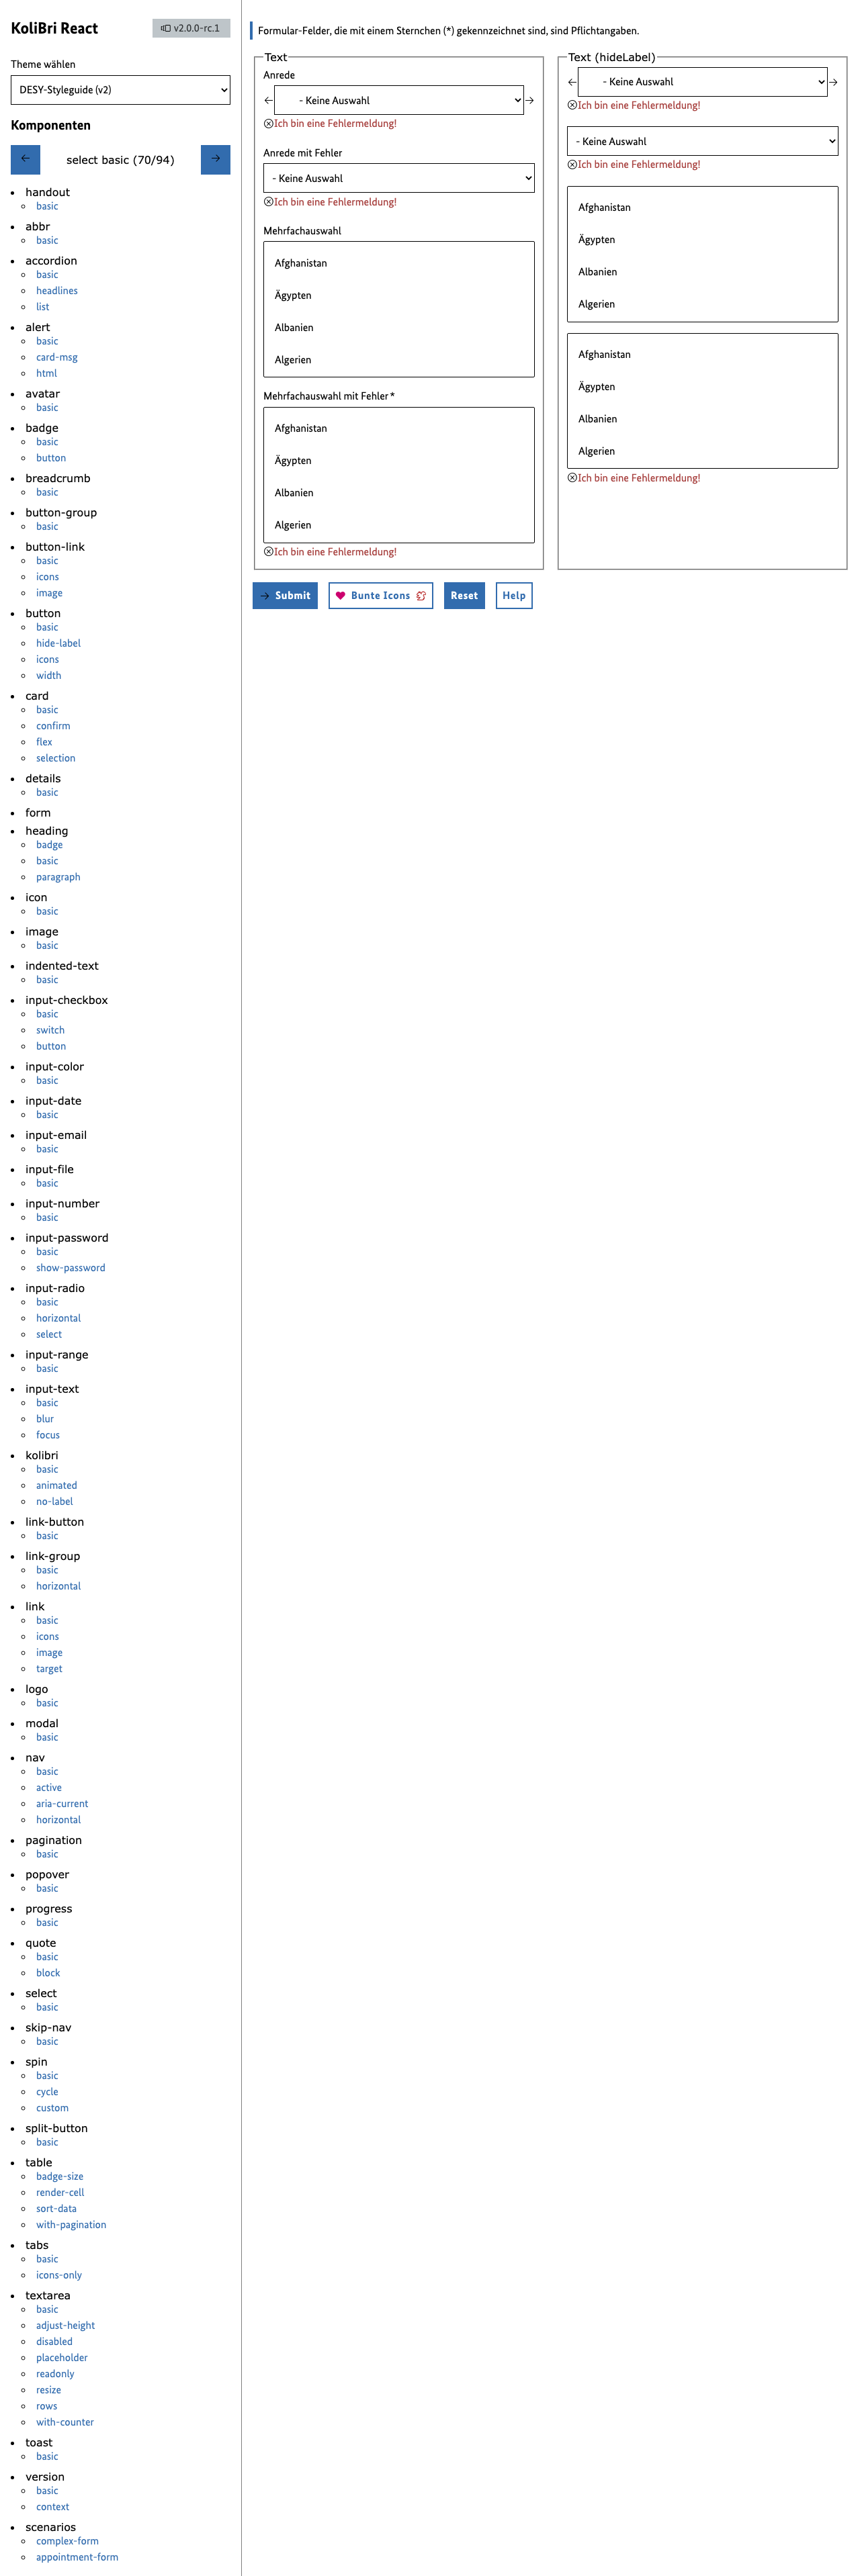 KoliBri React
v2.0.0-rc.1
Theme wählen
DESY-Styleguide (v2)
Komponenten
← select basic (70/94) →
handout
basic
abbr
basic
accordion
basic
headlines
list
alert
basic
card-msg
html
avatar
basic
badge
basic
button
breadcrumb
basic
button-group
basic
button-link
basic
icons
image
button
basic
hide-label
icons
width
card
basic
confirm
flex
selection
details
basic
form
heading
badge
basic
paragraph
icon
basic
image
basic
indented-text
basic
input-checkbox
basic
switch
button
input-color
basic
input-date
basic
input-email
basic
input-file
basic
input-number
basic
input-password
basic
show-password
input-radio
basic
horizontal
select
input-range
basic
input-text
basic
blur
focus
kolibri
basic
animated
no-label
link-button
basic
link-group
basic
horizontal
link
basic
icons
image
target
logo
basic
modal
basic
nav
basic
active
aria-current
horizontal
pagination
basic
popover
basic
progress
basic
quote
basic
block
select
basic
skip-nav
basic
spin
basic
cycle
custom
split-button
basic
table
badge-size
render-cell
sort-data
with-pagination
tabs
basic
icons-only
textarea
basic
adjust-height
disabled
placeholder
readonly
resize
rows
with-counter
toast
basic
version
basic
context
scenarios
complex-form
appointment-form
Formular-Felder, die mit einem Sternchen (*) gekennzeichnet sind, sind Pflichtangaben.
Text
Anrede
- Keine Auswahl
Ich bin eine Fehlermeldung!
Anrede mit Fehler
- Keine Auswahl
Ich bin eine Fehlermeldung!
Mehrfachauswahl
Afghanistan
Ägypten
Albanien
Algerien
Mehrfachauswahl mit Fehler *
Afghanistan
Ägypten
Albanien
Algerien
Ich bin eine Fehlermeldung!
Text (hideLabel)
- Keine Auswahl
Ich bin eine Fehlermeldung!
- Keine Auswahl
Ich bin eine Fehlermeldung!
Afghanistan
Ägypten
Albanien
Algerien
Afghanistan
Ägypten
Albanien
Algerien
Ich bin eine Fehlermeldung!
→ Submit
Bunte Icons
Reset
Help